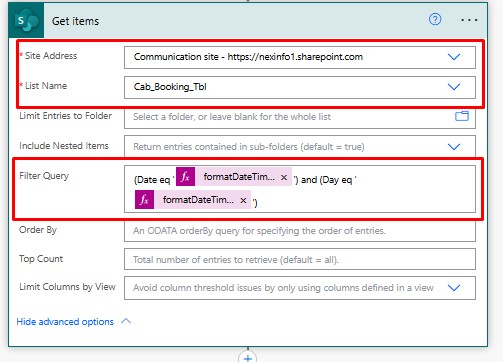 S Get items ? ...
* Site Address Communication site - https://nexinfo1.sharepoint.com
* List Name Cab_Booking_Tbl
Limit Entries to Folder Select a folder, or leave blank for the whole list
Include Nested Items Return entries contained in sub-folders (default = true)
Filter Query (Date eq ' fx formatDateTim... × ') and (Day eq '
fx formatDateTim... × ')
Order By An ODATA orderBy query for specifying the order of entries.
Top Count Total number of entries to retrieve (default = all).
Limit Columns by View Avoid column threshold issues by only using columns defined in a view
Hide advanced options